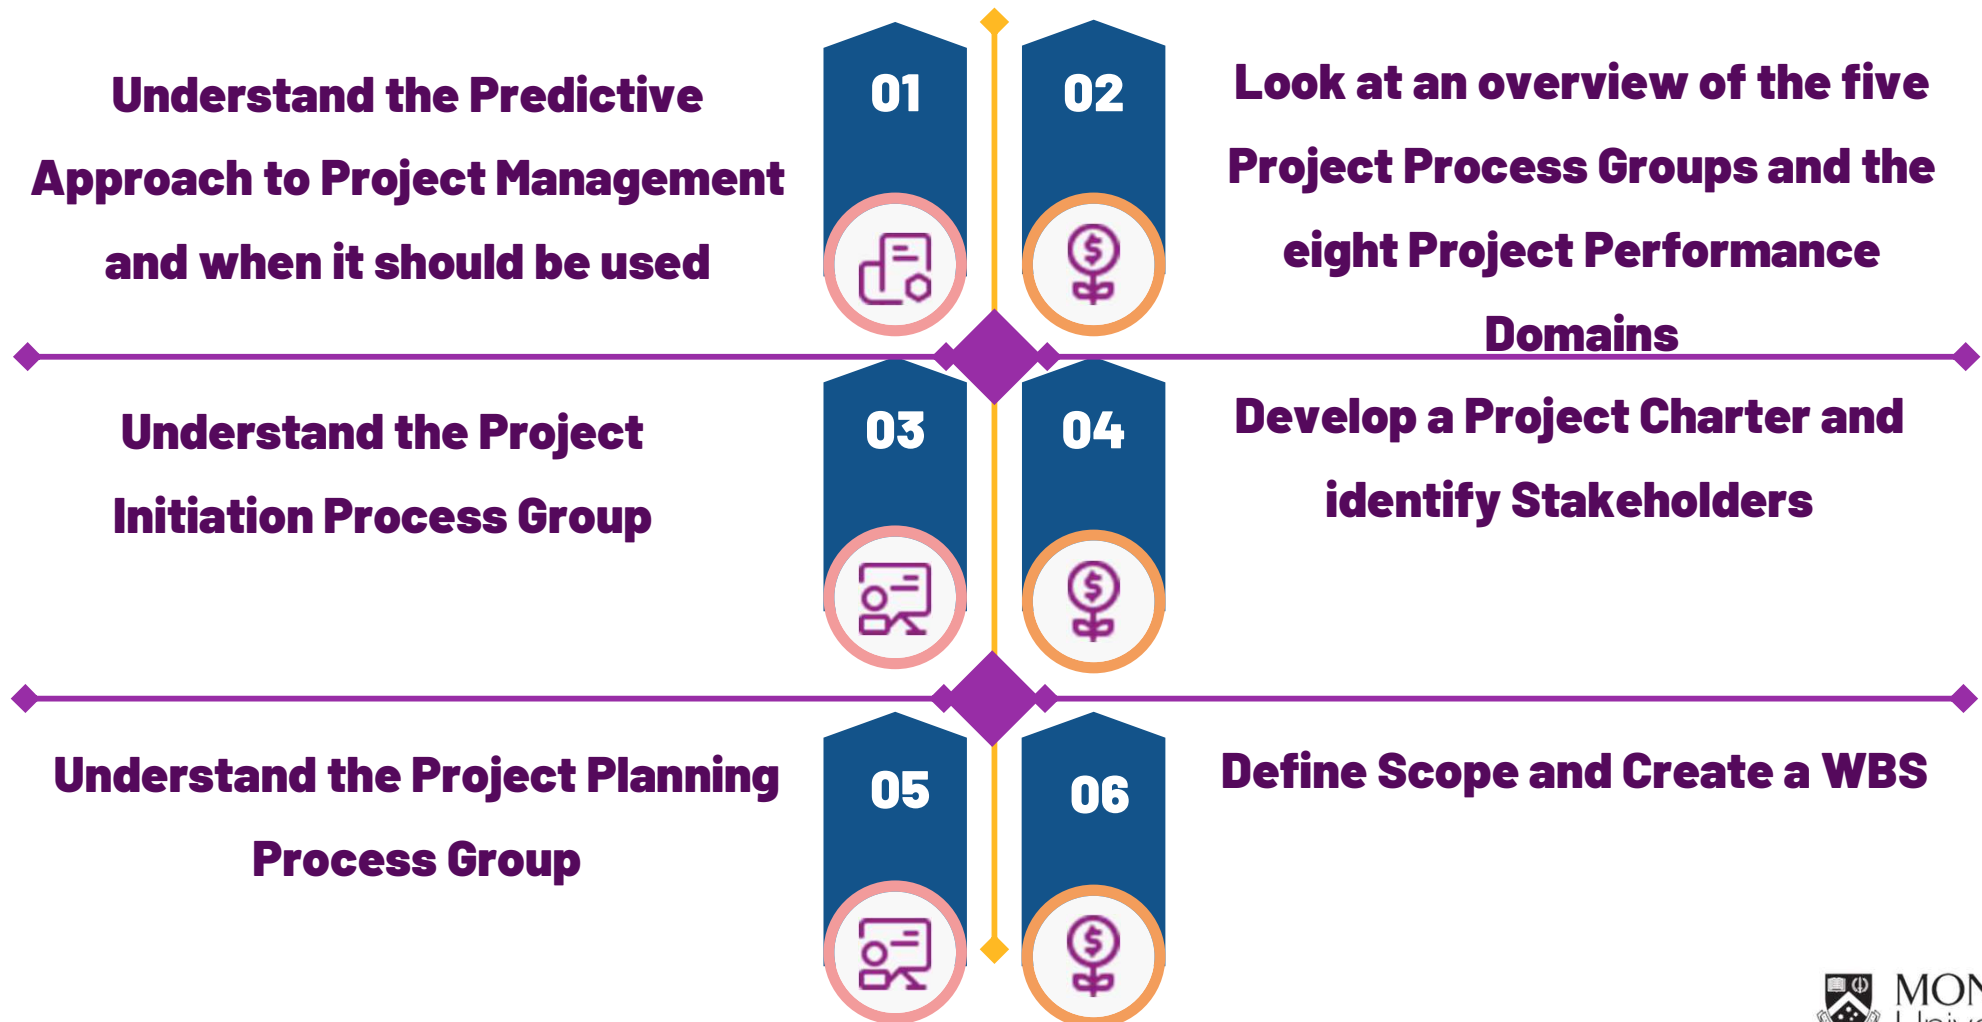 Understand the Predictive
Approach to Project Management
and when it should be used
01
02
Look at an overview of the five
Project Process Groups and the
eight Project Performance
Domains
Understand the Project
Initiation Process Group
03
04
Develop a Project Charter and
identify Stakeholders
Understand the Project Planning
Process Group
05
06
Define Scope and Create a WBS